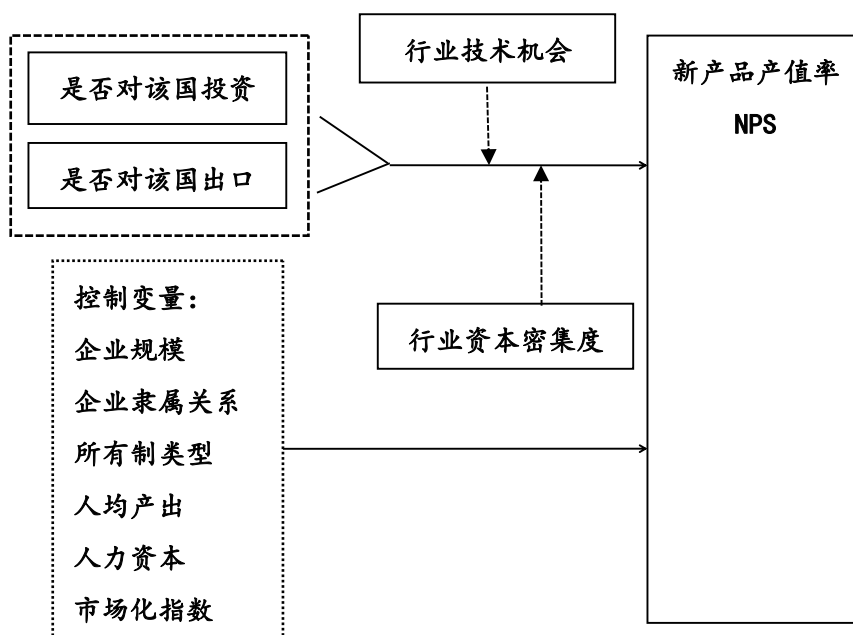 行业技术机会
是否对该国投资
是否对该国出口
新产品产值率
NPS
行业资本密集度
控制变量：
企业规模
企业隶属关系
所有制类型
人均产出
人力资本
市场化指数